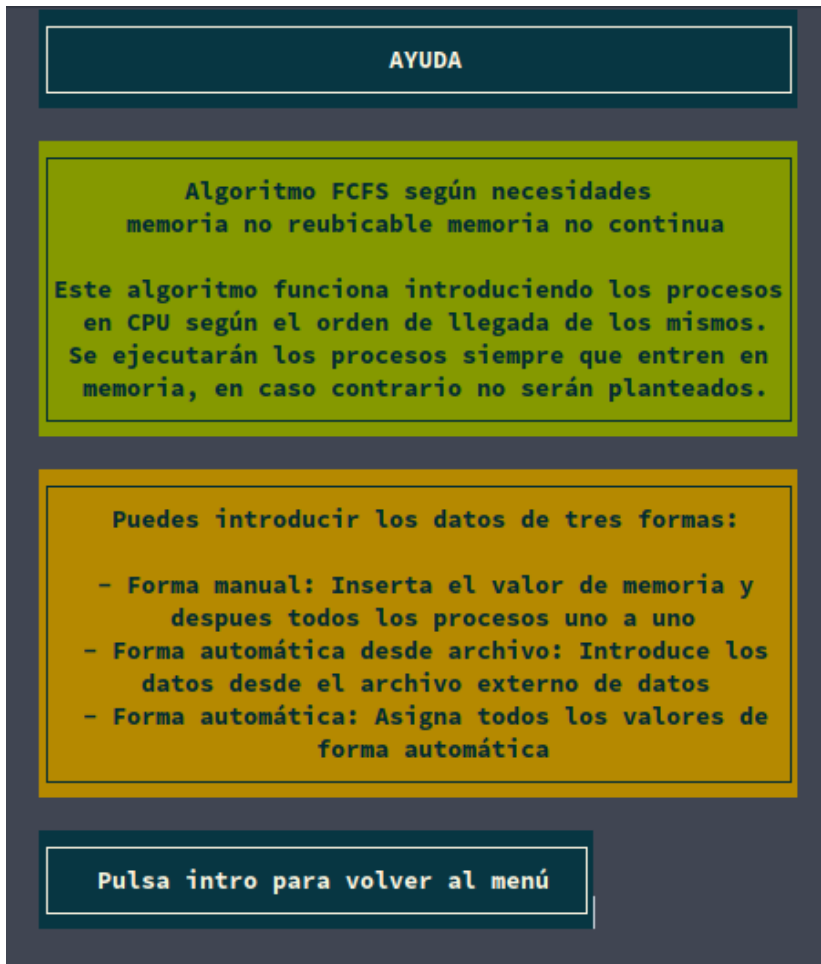 AYUDA
Algoritmo FCFS según necesidades
memoria no reubicable memoria no continua
Este algoritmo funciona introduciendo los procesos
en CPU según el orden de llegada de los mismos.
Se ejecutarán los procesos siempre que entren en
memoria, en caso contrario no serán planteados.
Puedes introducir los datos de tres formas:
- Forma manual: Inserta el valor de memoria y
despues todos los procesos uno a uno
- Forma automática desde archivo: Introduce los
datos desde el archivo externo de datos
- Forma automática: Asigna todos los valores de
forma automática
Pulsa intro para volver al menú